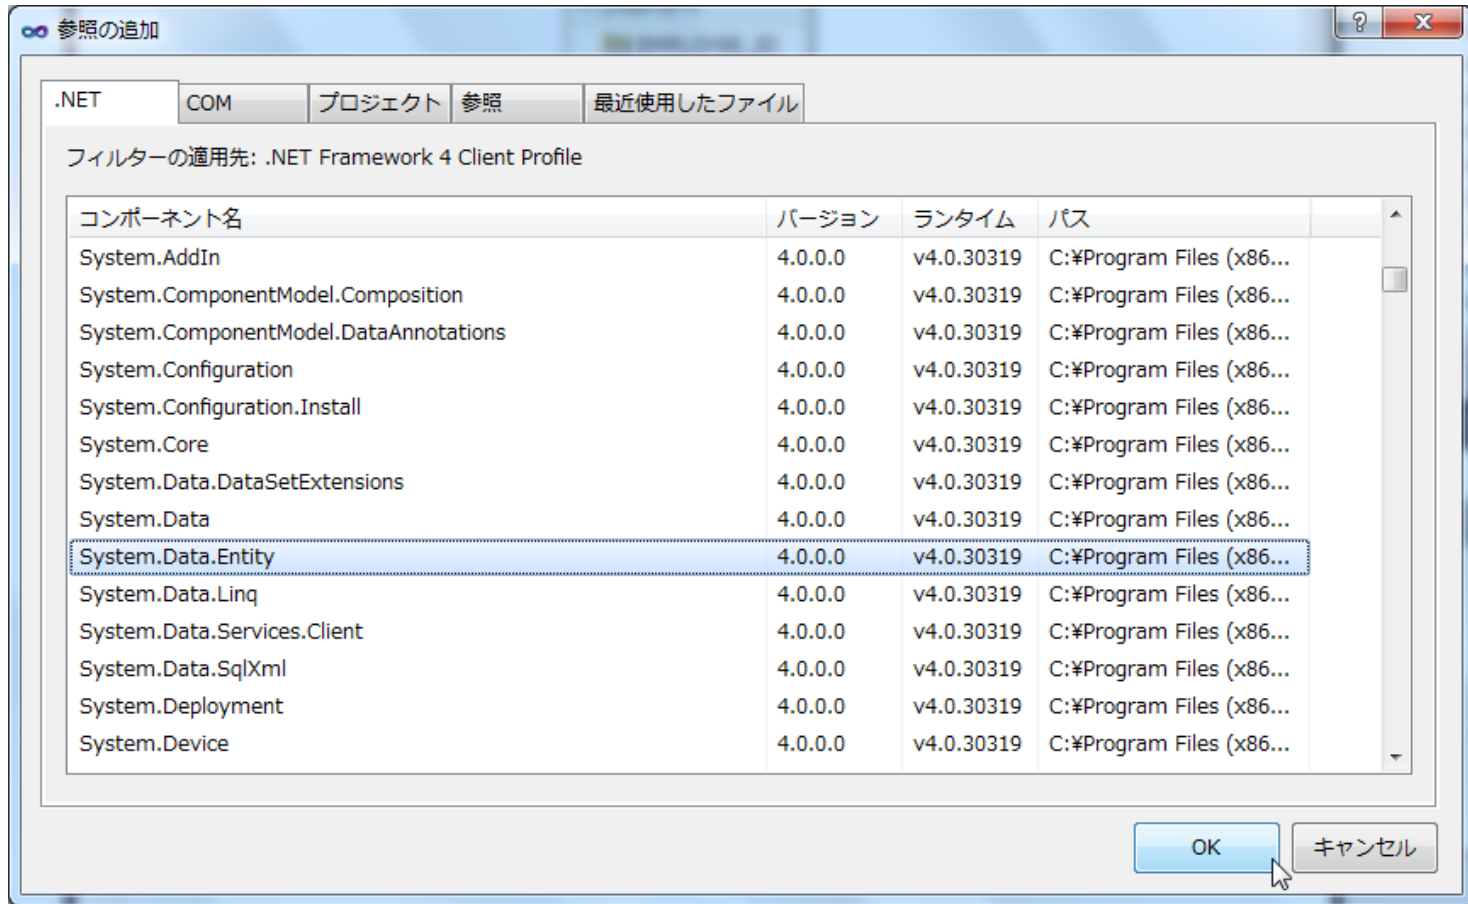 参照の追加
.NET COM プロジェクト 参照 最近使用したファイル
フィルターの適用先: .NET Framework 4 Client Profile
コンポーネント名 バージョン ランタイム パス
System.AddIn 4.0.0.0 v4.0.30319 C:¥Program Files (x86...
System.ComponentModel.Composition 4.0.0.0 v4.0.30319 C:¥Program Files (x86...
System.ComponentModel.DataAnnotations 4.0.0.0 v4.0.30319 C:¥Program Files (x86...
System.Configuration 4.0.0.0 v4.0.30319 C:¥Program Files (x86...
System.Configuration.Install 4.0.0.0 v4.0.30319 C:¥Program Files (x86...
System.Core 4.0.0.0 v4.0.30319 C:¥Program Files (x86...
System.Data.DataSetExtensions 4.0.0.0 v4.0.30319 C:¥Program Files (x86...
System.Data 4.0.0.0 v4.0.30319 C:¥Program Files (x86...
System.Data.Entity 4.0.0.0 v4.0.30319 C:¥Program Files (x86...
System.Data.Linq 4.0.0.0 v4.0.30319 C:¥Program Files (x86...
System.Data.Services.Client 4.0.0.0 v4.0.30319 C:¥Program Files (x86...
System.Data.SqlXml 4.0.0.0 v4.0.30319 C:¥Program Files (x86...
System.Deployment 4.0.0.0 v4.0.30319 C:¥Program Files (x86...
System.Device 4.0.0.0 v4.0.30319 C:¥Program Files (x86...
OK キャンセル